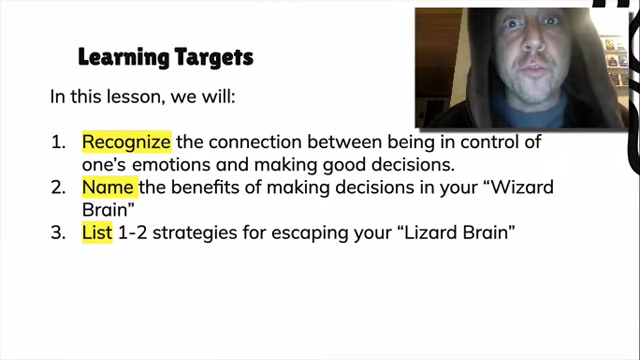 Learning Targets
In this lesson, we will:
1. Recognize the connection between being in control of
one's emotions and making good decisions.
2. Name the benefits of making decisions in your “Wizard
Brain”
3. List 1-2 strategies for escaping your “Lizard Brain”